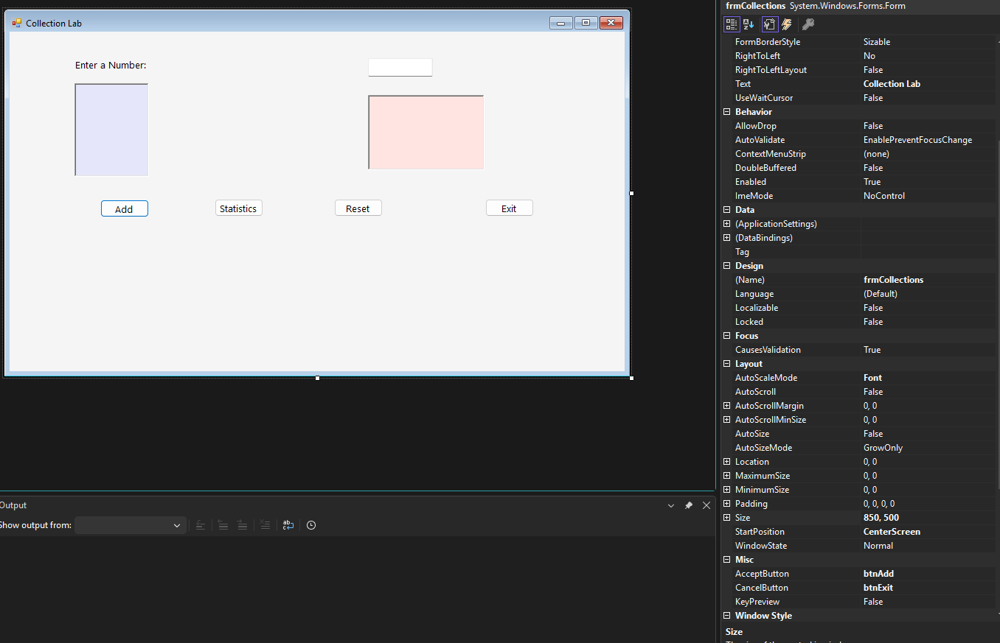 Collection Lab
Enter a Number:
Add
Statistics
Reset
Exit
Output
Show output from:
frmCollections System.Windows.Forms.Form
FormBorderStyle Sizable
RightToLeft No
RightToLeftLayout False
Text Collection Lab
UseWaitCursor False
Behavior
AllowDrop False
AutoValidate EnablePreventFocusChange
ContextMenuStrip (none)
DoubleBuffered False
Enabled True
ImeMode NoControl
Data
(ApplicationSettings)
(DataBindings)
Tag
Design
(Name) frmCollections
Language (Default)
Localizable False
Locked False
Focus
CausesValidation True
Layout
AutoScaleMode Font
AutoScroll False
AutoScrollMargin 0, 0
AutoScrollMinSize 0, 0
AutoSize False
AutoSizeMode GrowOnly
Location 0, 0
MaximumSize 0, 0
MinimumSize 0, 0
Padding 0, 0, 0, 0
Size 850, 500
StartPosition CenterScreen
WindowState Normal
Misc
AcceptButton btnAdd
CancelButton btnExit
KeyPreview False
Window Style
Size